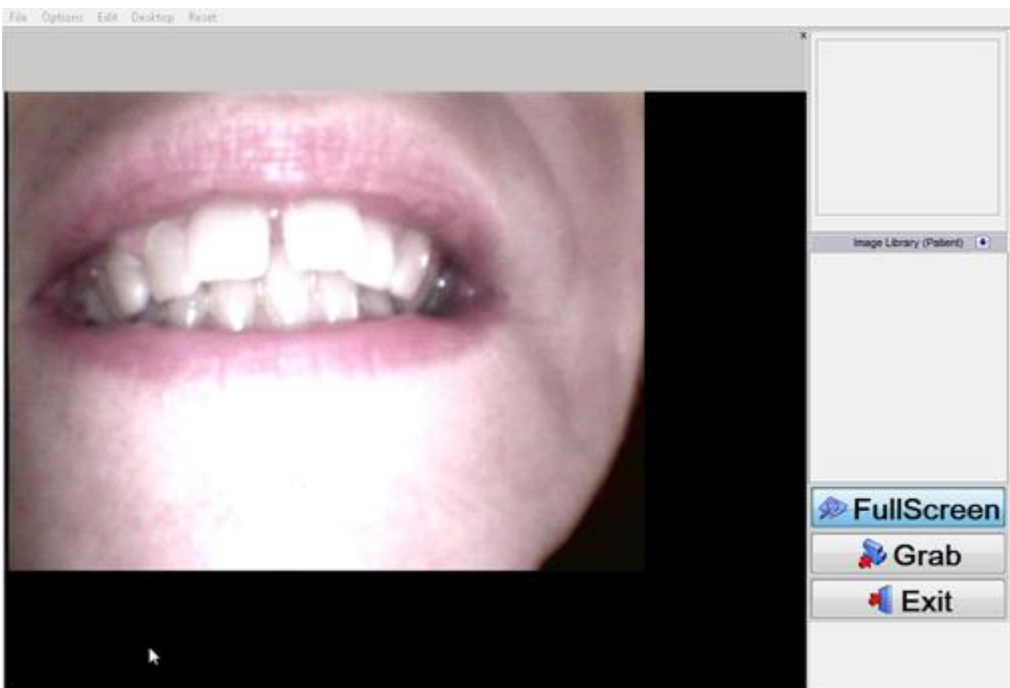 File Options Edit Desktop Reset
x
Image Library (Patient)
FullScreen
Grab
Exit